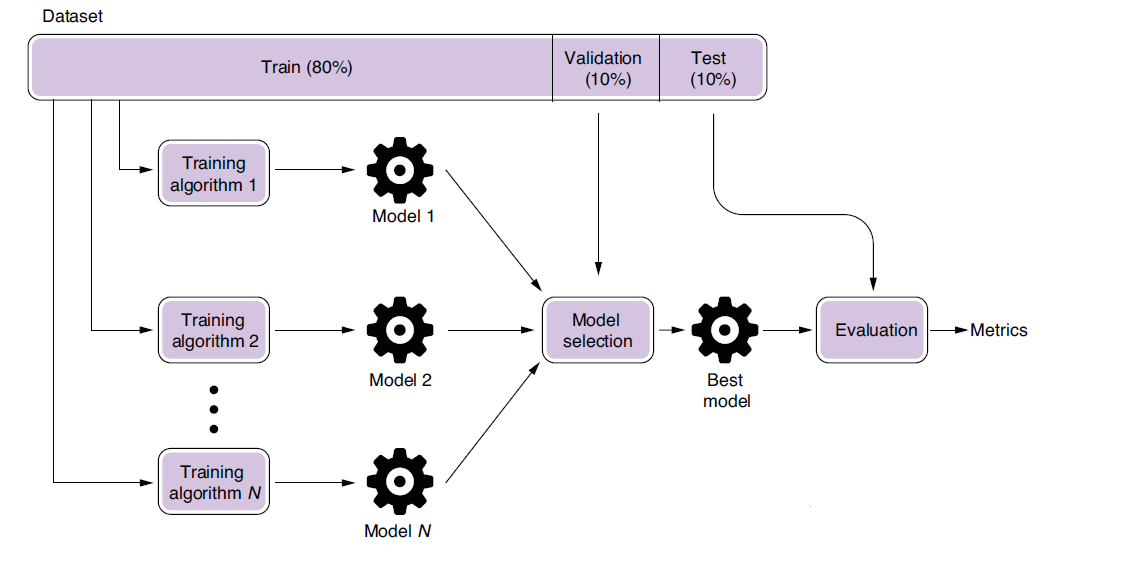 Dataset
Train (80%)
Validation
(10%)
Test
(10%)
Training
algorithm 1
Model 1
Training
algorithm 2
Model 2
Model
selection
Best
model
Evaluation
Metrics
Training
algorithm N
Model N